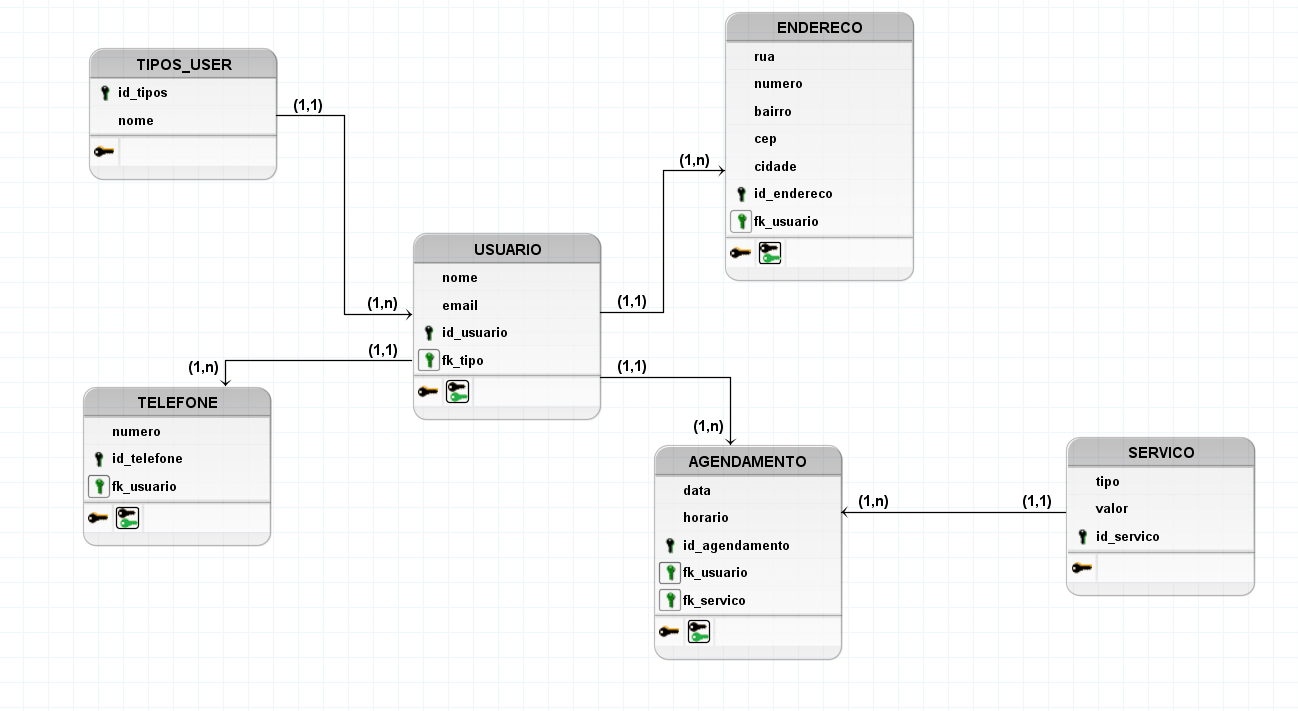 TIPOS_USER
id_tipos
nome
(1,1)
(1,n)
ENDERECO
rua
numero
bairro
cep
cidade
id_endereco
fk_usuario
(1,n)
(1,1)
USUARIO
nome
email
id_usuario
fk_tipo
(1,1)
(1,n)
TELEFONE
numero
id_telefone
fk_usuario
(1,1)
(1,n)
AGENDAMENTO
data
horario
id_agendamento
fk_usuario
fk_servico
(1,n)
(1,1)
SERVICO
tipo
valor
id_servico